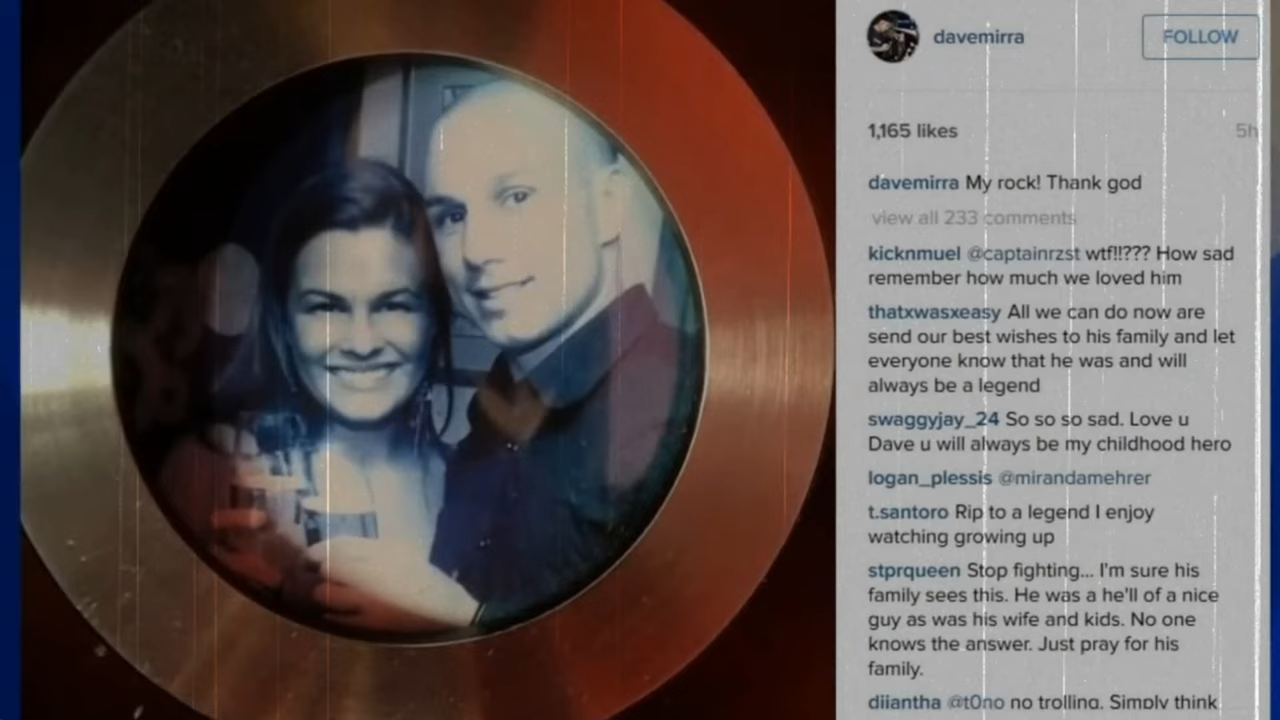 davemirra FOLLOW
1,165 likes 5h
davemirra My rock! Thank god
view all 233 comments
kicknmuel @captainrzst wtf!!??? How sad
remember how much we loved him
thatxwasxeasy All we can do now are
send our best wishes to his family and let
everyone know that he was and will
always be a legend
swaggyjay_24 So so so sad. Love u
Dave u will always be my childhood hero
logan_plessis @mirandamehrer
t.santoro Rip to a legend I enjoy
watching growing up
stprqueen Stop fighting... I'm sure his
family sees this. He was a he'll of a nice
guy as was his wife and kids. No one
knows the answer. Just pray for his
family.
diiantha @t0no no trolling. Simply think